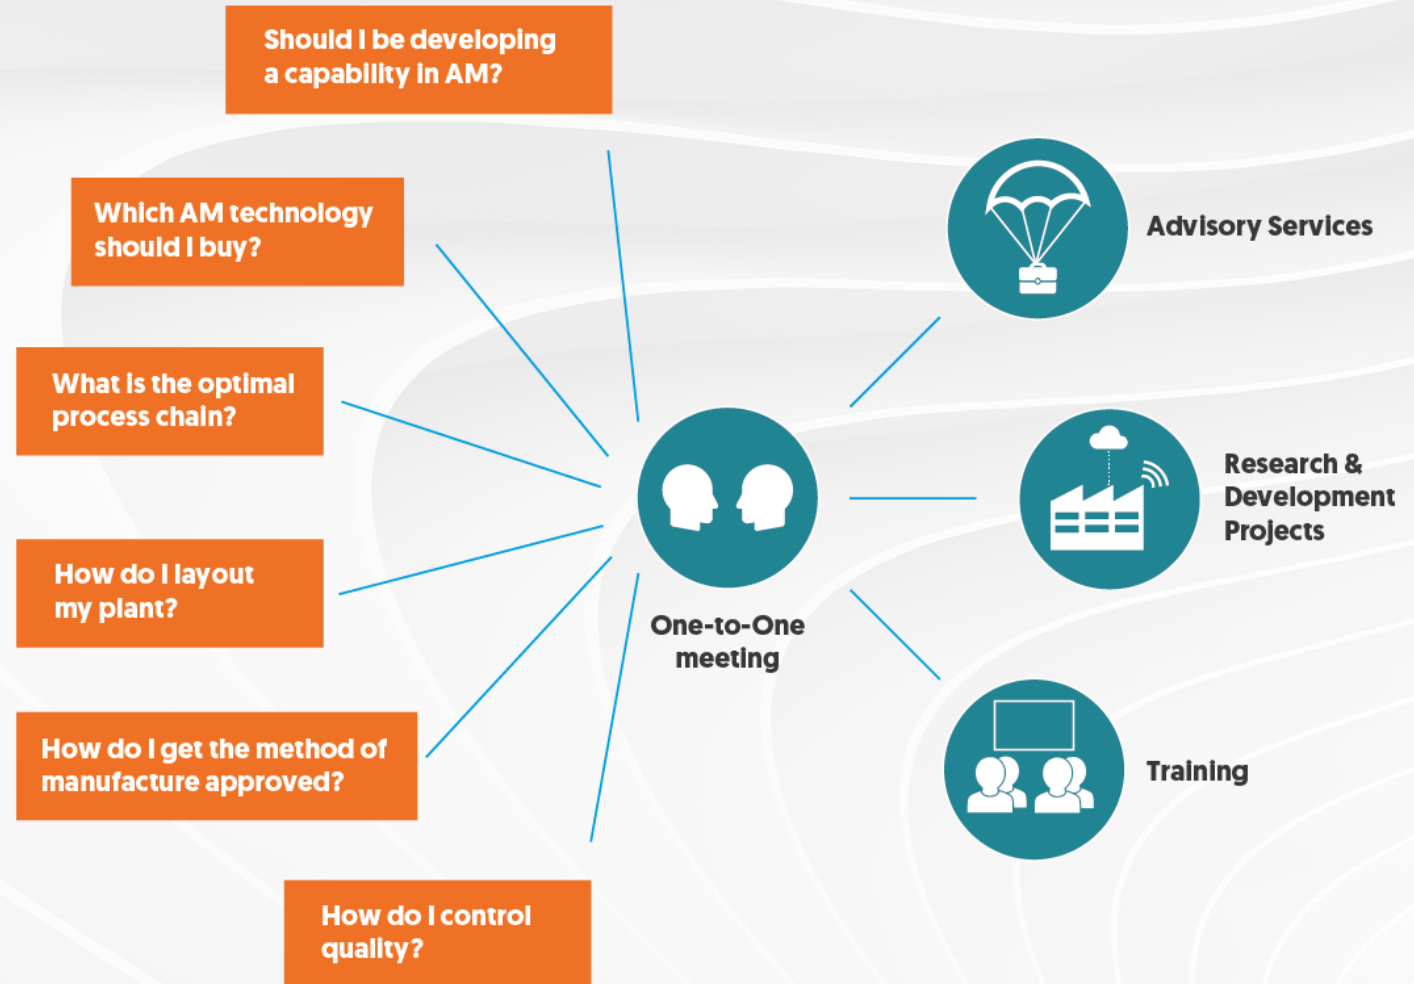 Should I be developing
a capability in AM?
Which AM technology
should I buy?
What is the optimal
process chain?
How do I layout
my plant?
How do I get the method of
manufacture approved?
How do I control
quality?
One-to-One
meeting
Advisory Services
Research &
Development
Projects
Training